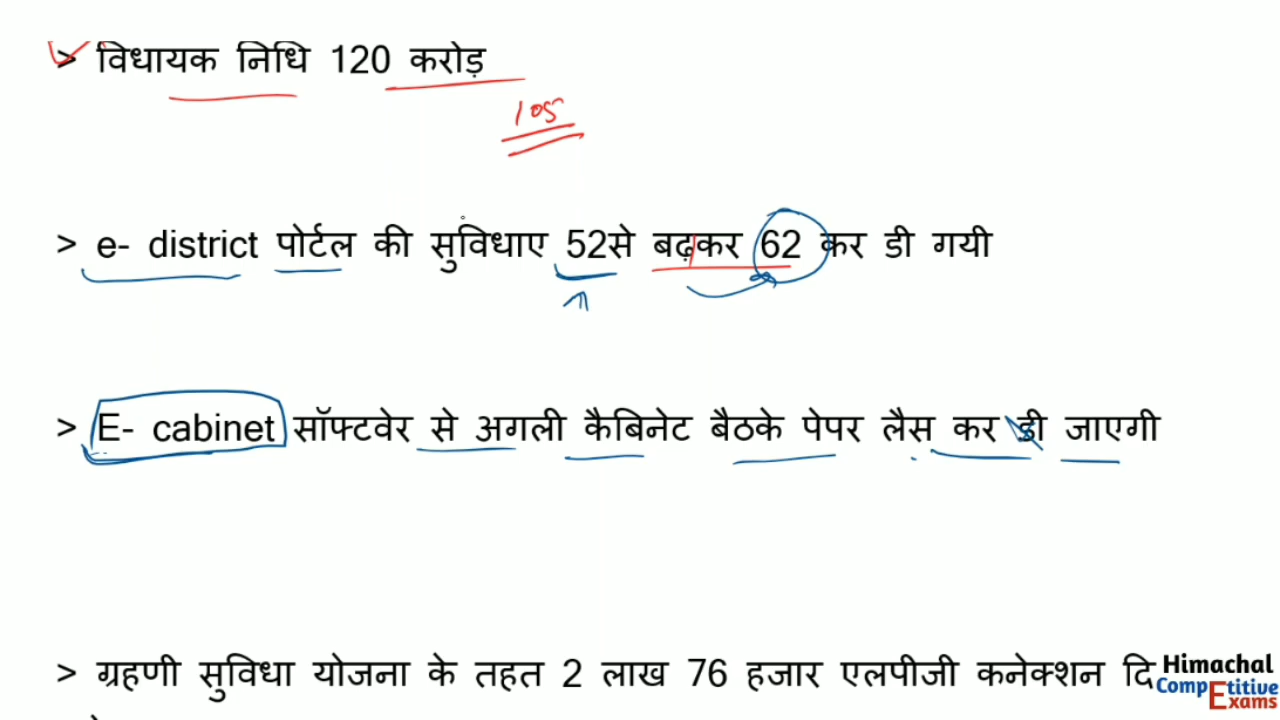 > विधायक निधि 120 करोड़
105
> e- district पोर्टल की सुविधाए 52से बढ़कर 62 कर डी गयी
> E- cabinet सॉफ्टवेर से अगली कैबिनेट बैठके पेपर लैस कर डी जाएगी
> ग्रहणी सुविधा योजना के तहत 2 लाख 76 हजार एलपीजी कनेक्शन दि
Himachal
Competitive
Exams